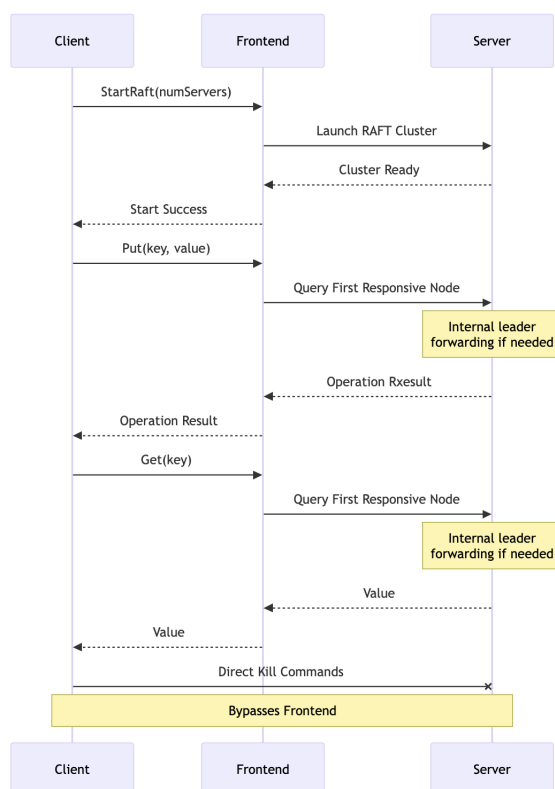 Client Frontend Server
StartRaft(numServers)
Launch RAFT Cluster
Cluster Ready
Start Success
Put(key, value)
Query First Responsive Node
Internal leader
forwarding if needed
Operation Rxesult
Operation Result
Get(key)
Query First Responsive Node
Internal leader
forwarding if needed
Value
Value
Direct Kill Commands
Bypasses Frontend
Client Frontend Server